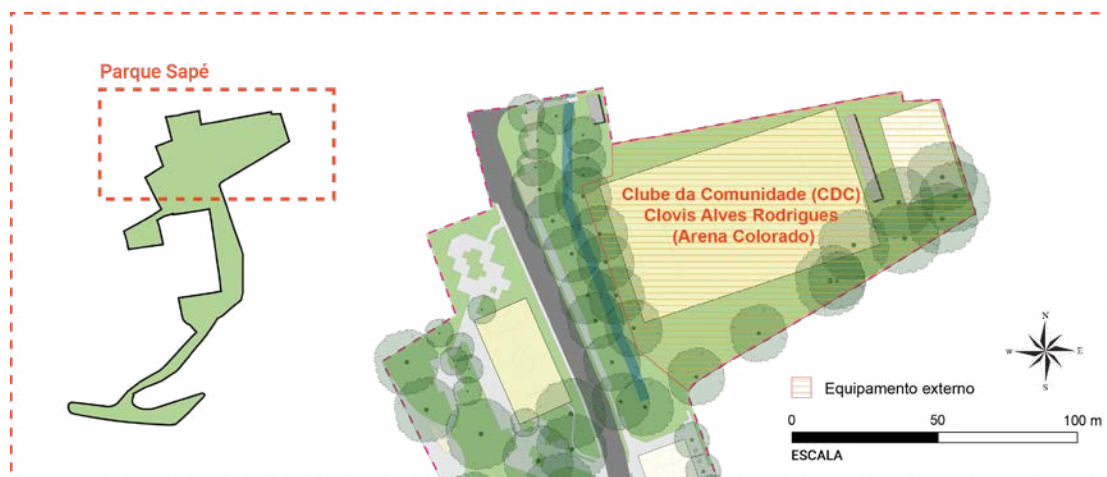 Parque Sapé
Clube da Comunidade (CDC)
Clovis Alves Rodrigues
(Arena Colorado)
N
W
E
S
Equipamento externo
0
50
100 m
ESCALA